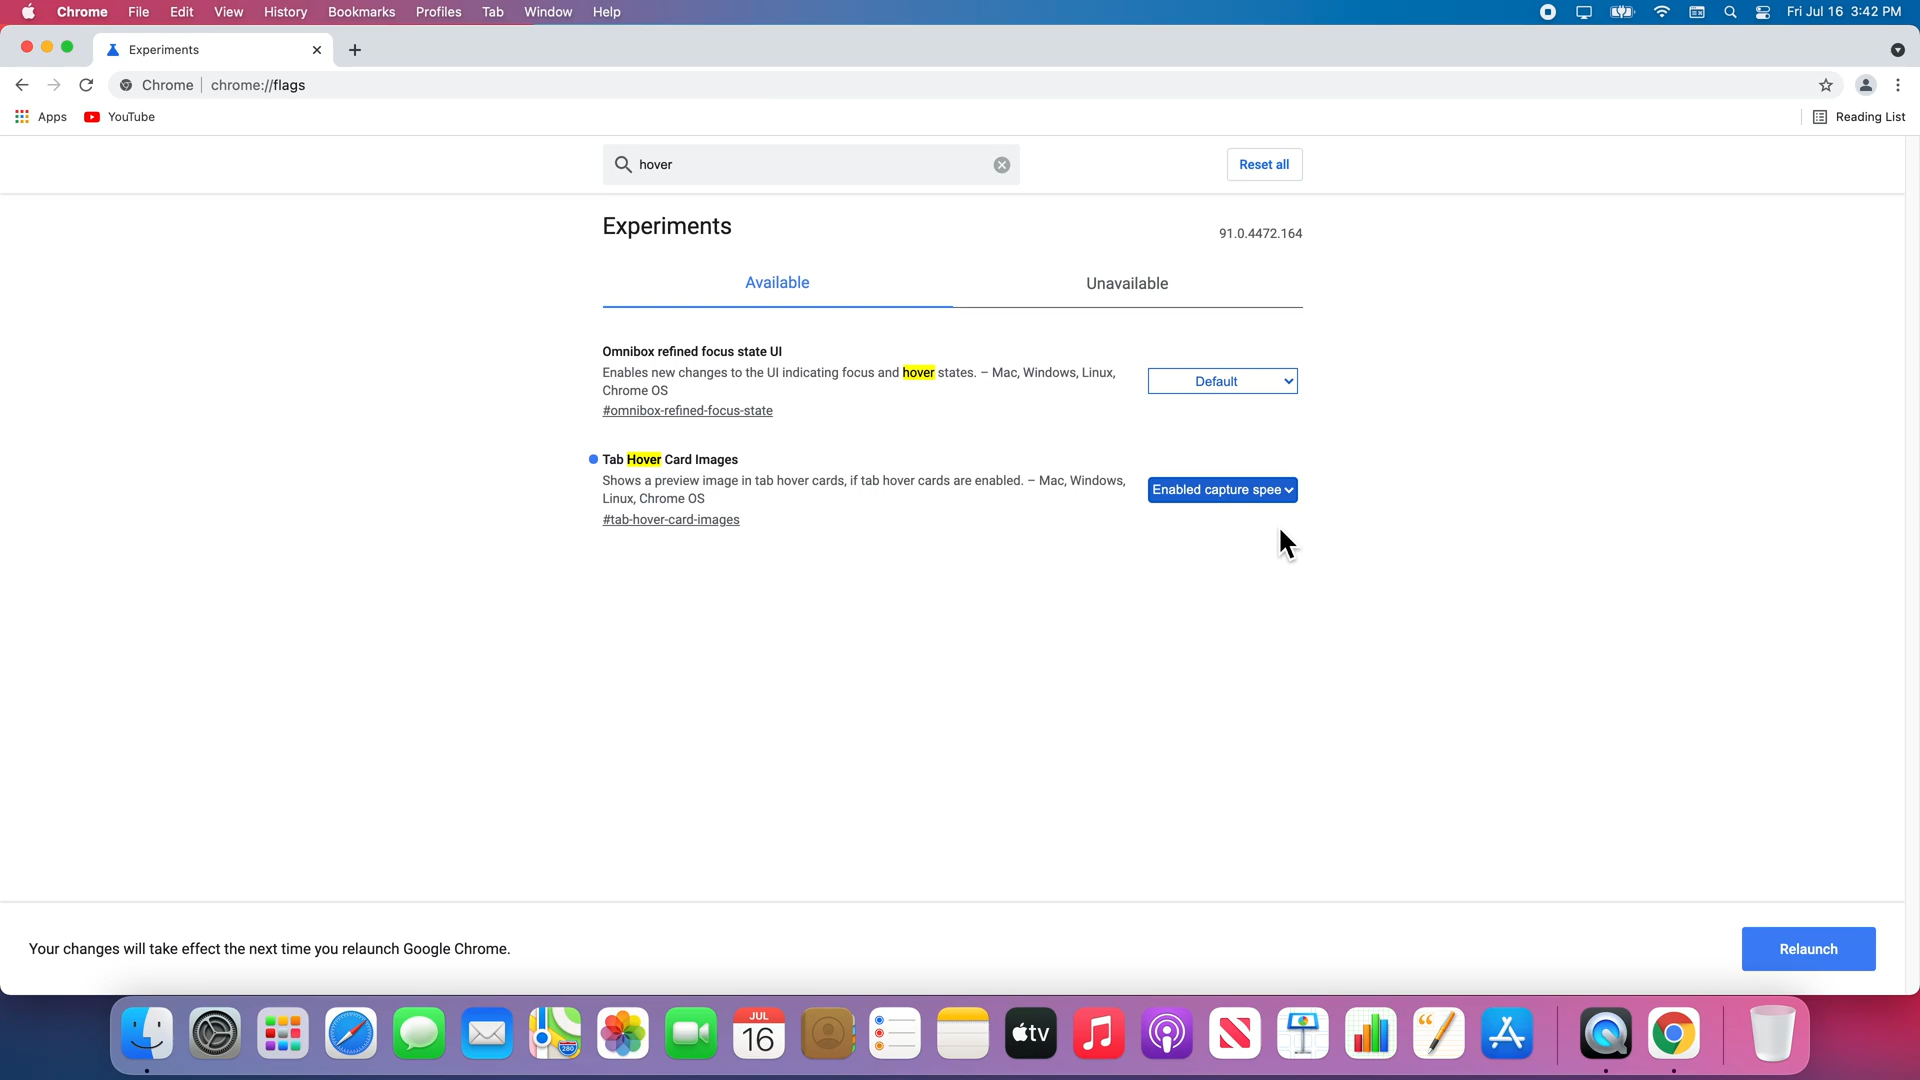 Chrome File Edit View History Bookmarks Profiles Tab Window Help Fri Jul 16 3:42 PM
Experiments
Chrome chrome://flags
Apps YouTube Reading List
hover Reset all
Experiments 91.0.4472.164
Available Unavailable
Omnibox refined focus state UI
Enables new changes to the UI indicating focus and hover states. – Mac, Windows, Linux,
Chrome OS
Default
#omnibox-refined-focus-state
Tab Hover Card Images
Shows a preview image in tab hover cards, if tab hover cards are enabled. – Mac, Windows,
Linux, Chrome OS
Enabled capture spee
#tab-hover-card-images
Your changes will take effect the next time you relaunch Google Chrome. Relaunch
280
JUL
16
tv